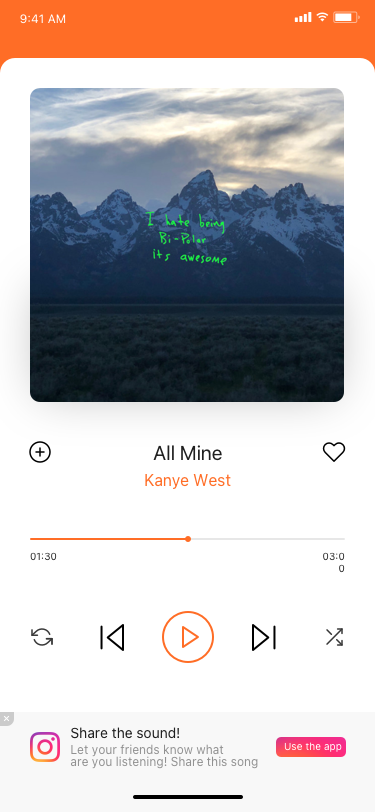 9:41 AM
I hate being
Bi-Polar
its awesome
All Mine
Kanye West
01:30
03:0
0
Share the sound!
Let your friends know what
are you listening! Share this song
Use the app